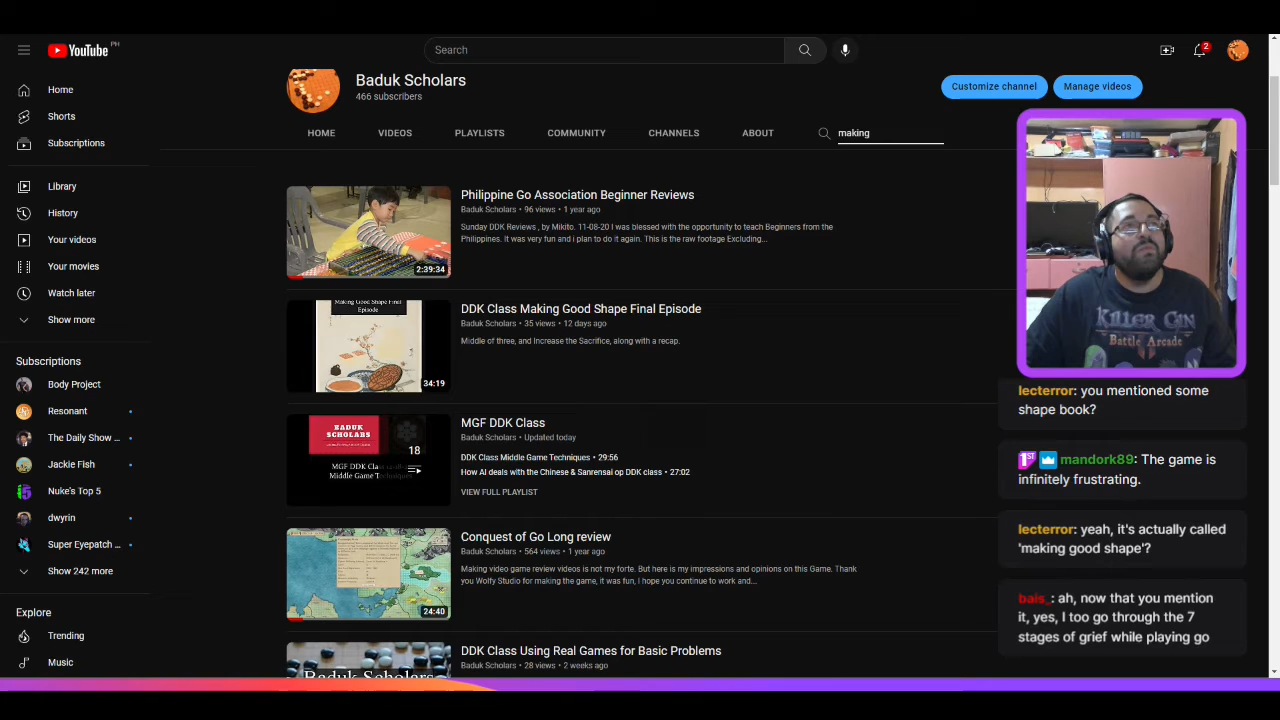 YouTube PH
Search
2
Home
Shorts
Subscriptions
Library
History
Your videos
Your movies
Watch later
Show more
Subscriptions
Body Project
Resonant
The Daily Show ...
Jackie Fish
Nuke's Top 5
dwyrin
Super Eyepatch ...
Show 242 more
Explore
Trending
Music
Baduk Scholars
466 subscribers
Customize channel
Manage videos
HOME
VIDEOS
PLAYLISTS
COMMUNITY
CHANNELS
ABOUT
making
2:39:34
Philippine Go Association Beginner Reviews
Baduk Scholars • 96 views • 1 year ago
Sunday DDK Reviews , by Mikito. 11-08-20 I was blessed with the opportunity to teach Beginners from the
Philippines. It was very fun and i plan to do it again. This is the raw footage Excluding...
Making Good Shape Final
Episode
34:19
DDK Class Making Good Shape Final Episode
Baduk Scholars • 35 views • 12 days ago
Middle of three, and Increase the Sacrifice, along with a recap.
BADUK
SCHOLARS
MGF DDK Class
Middle Game
18
MGF DDK Class
Baduk Scholars • Updated today
DDK Class Middle Game Techniques • 29:56
How AI deals with the Chinese & Sanrensai op DDK class • 27:02
VIEW FULL PLAYLIST
24:40
Conquest of Go Long review
Baduk Scholars • 564 views • 1 year ago
Making video game review videos is not my forte. But here is my impressions and opinions on this Game. Thank
you Wolfy Studio for making the game, it was fun, I hope you continue to work and...
Baduk Scholars
DDK Class Using Real Games for Basic Problems
Baduk Scholars • 28 views • 2 weeks ago
KILLER CAN
Battle Arcade
lecterror: you mentioned some
shape book?
1ST mandork89: The game is
infinitely frustrating.
lecterror: yeah, it's actually called
'making good shape'?
bals_: ah, now that you mention
it, yes, I too go through the 7
stages of grief while playing go